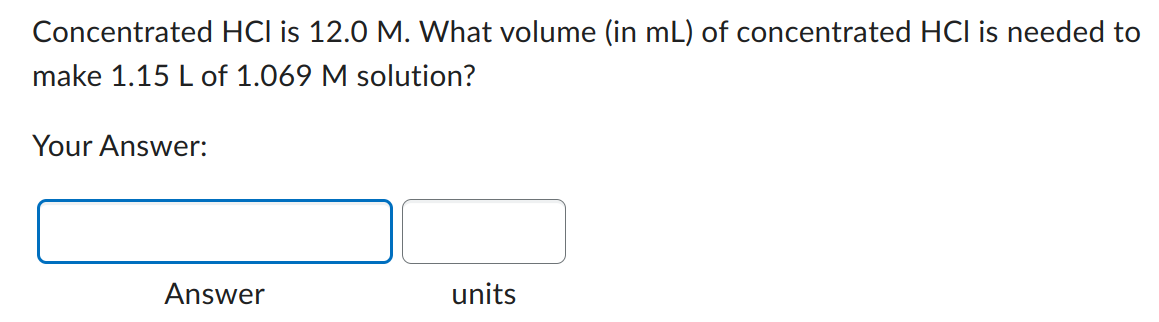 Concentrated HCl is 12.0 M. What volume (in mL) of concentrated HCl is needed to
make 1.15 L of 1.069 M solution?
Your Answer:
Answer units